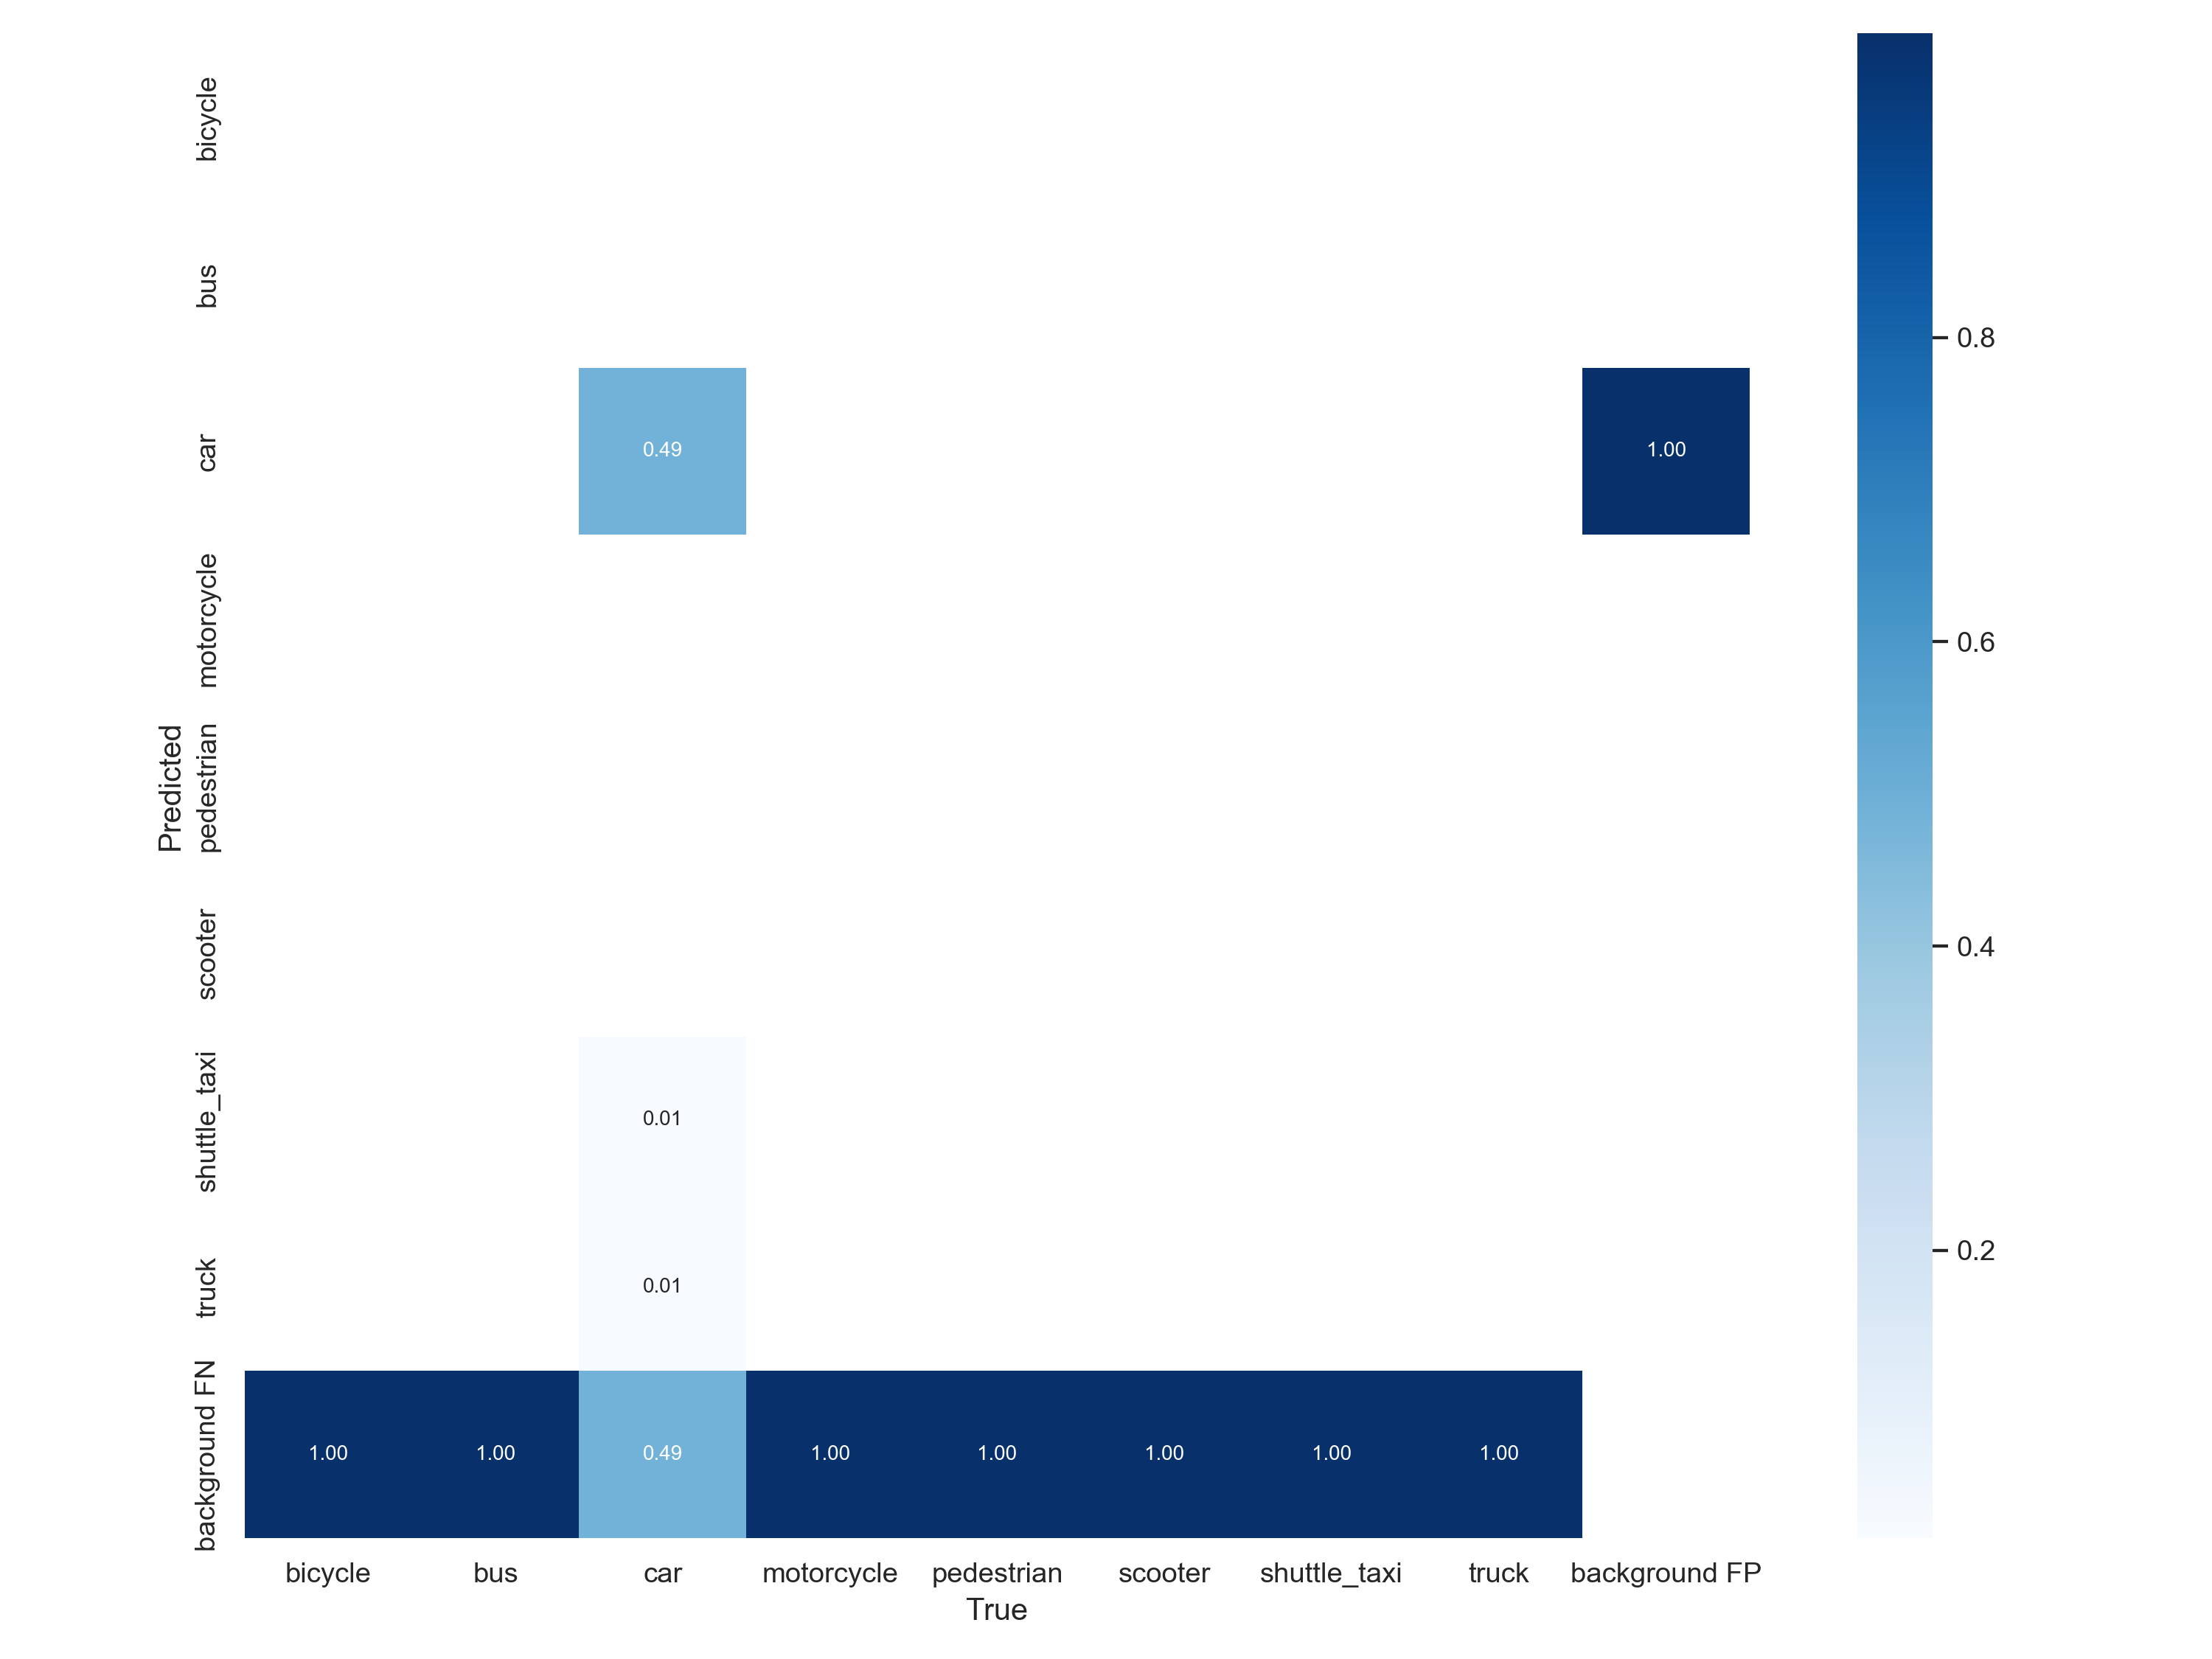 bicycle
bus
car
motorcycle
pedestrian
scooter
shuttle_taxi
truck
background FN
Predicted
0.49
1.00
0.01
0.01
1.00 1.00 0.49 1.00 1.00 1.00 1.00 1.00
bicycle bus car motorcycle pedestrian scooter shuttle_taxi truck background FP
True
0.8
0.6
0.4
0.2